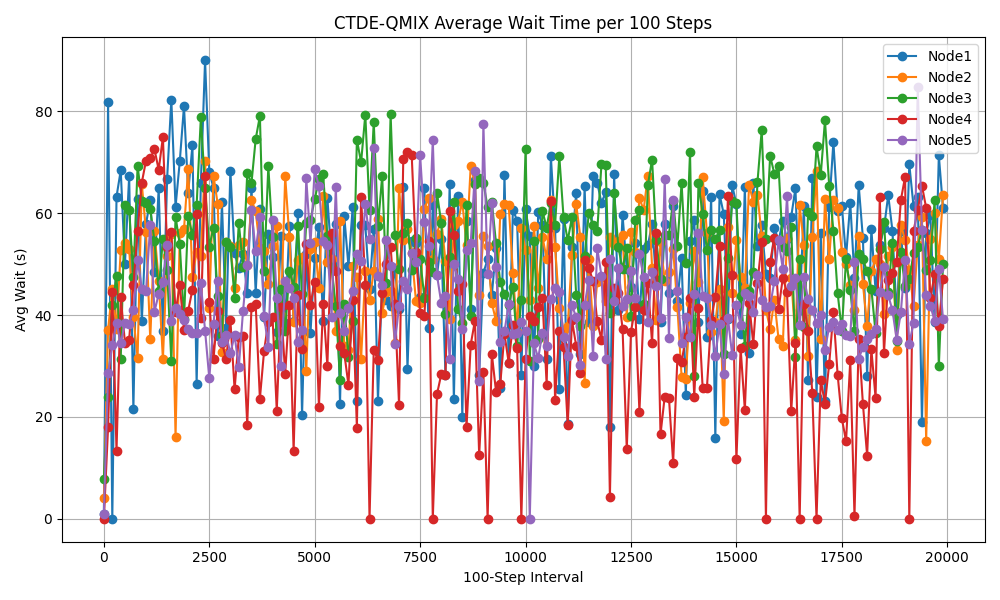 CTDE-QMIX Average Wait Time per 100 Steps
Avg Wait (s)
80
60
40
20
0
0 2500 5000 7500 10000 12500 15000 17500 20000
100-Step Interval
Node1
Node2
Node3
Node4
Node5